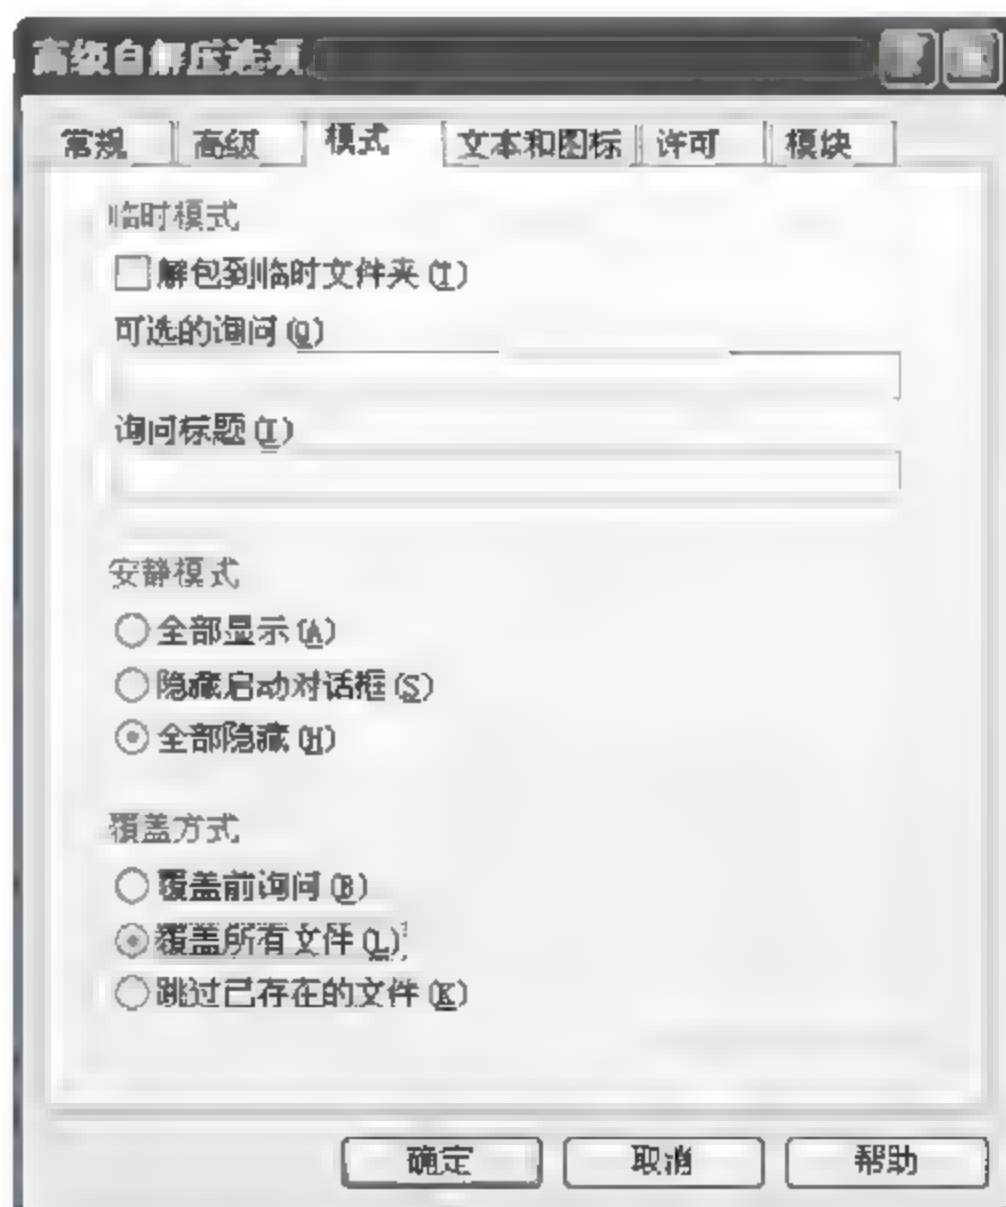 高级自解压选项
常规 高级 模式 文本和图标 许可 模块
临时模式
解包到临时文件夹(T)
可选的询问(Q)
询问标题(I)
安静模式
全部显示(A)
隐藏启动对话框(S)
全部隐藏(H)
覆盖方式
覆盖前询问(B)
覆盖所有文件(L)
跳过已存在的文件(K)
确定 取消 帮助